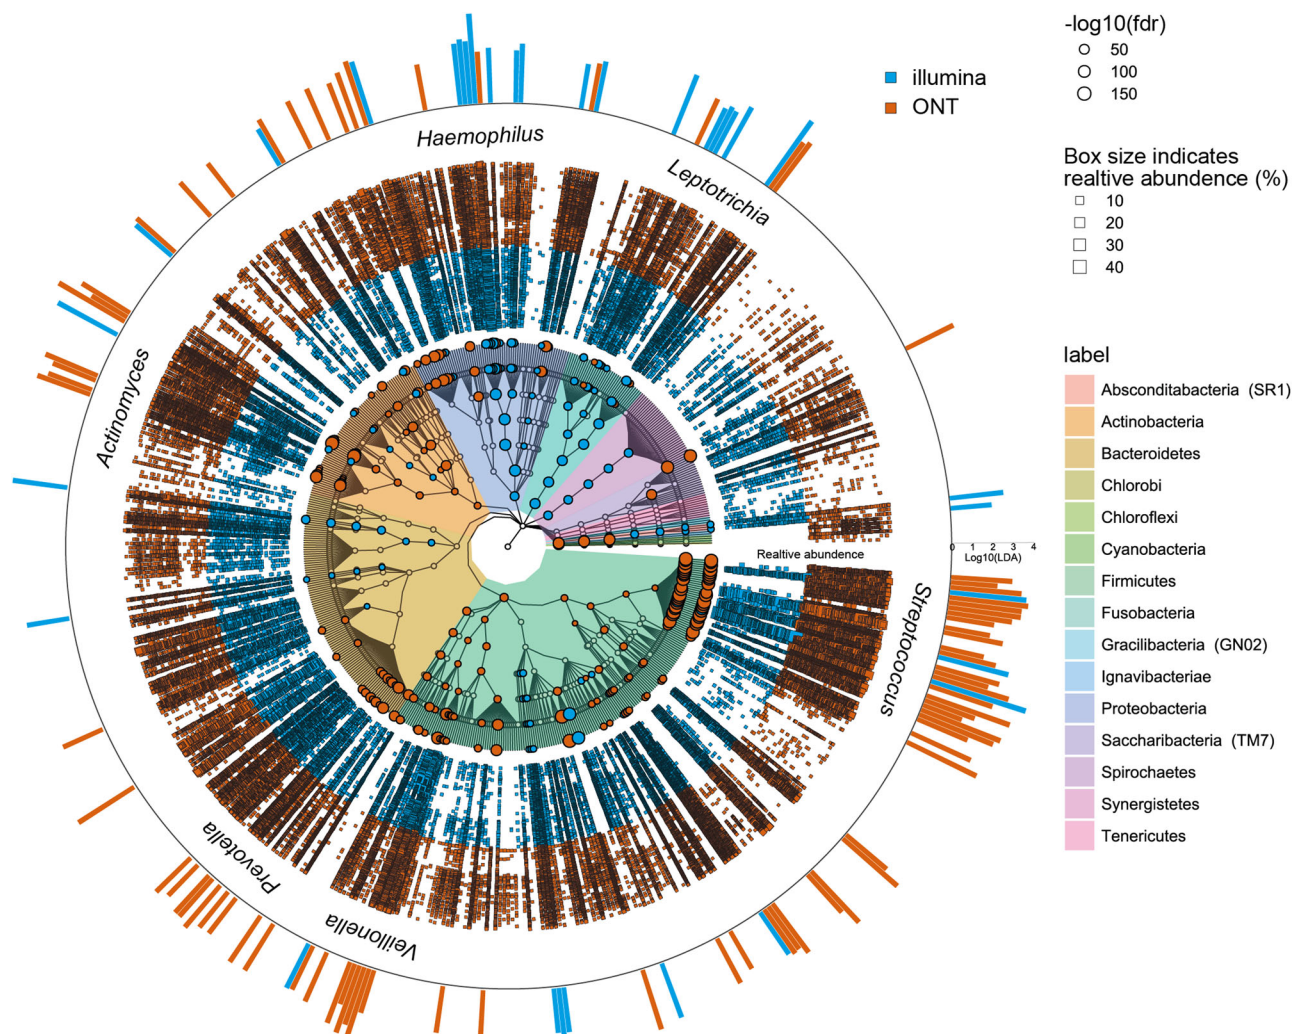 -log10(fdr)
50
100
150
illumina
ONT
Box size indicates
realtive abundence (%)
10
20
30
40
Haemophilus
Leptotrichia
Actinomyces
Prevotella
Veillonella
Streptococcus
Realtive abundence
0 1 2 3 4
Log10(LDA)
label
Absconditabacteria (SR1)
Actinobacteria
Bacteroidetes
Chlorobi
Chloroflexi
Cyanobacteria
Firmicutes
Fusobacteria
Gracilibacteria (GN02)
Ignavibacteriae
Proteobacteria
Saccharibacteria (TM7)
Spirochaetes
Synergistetes
Tenericutes